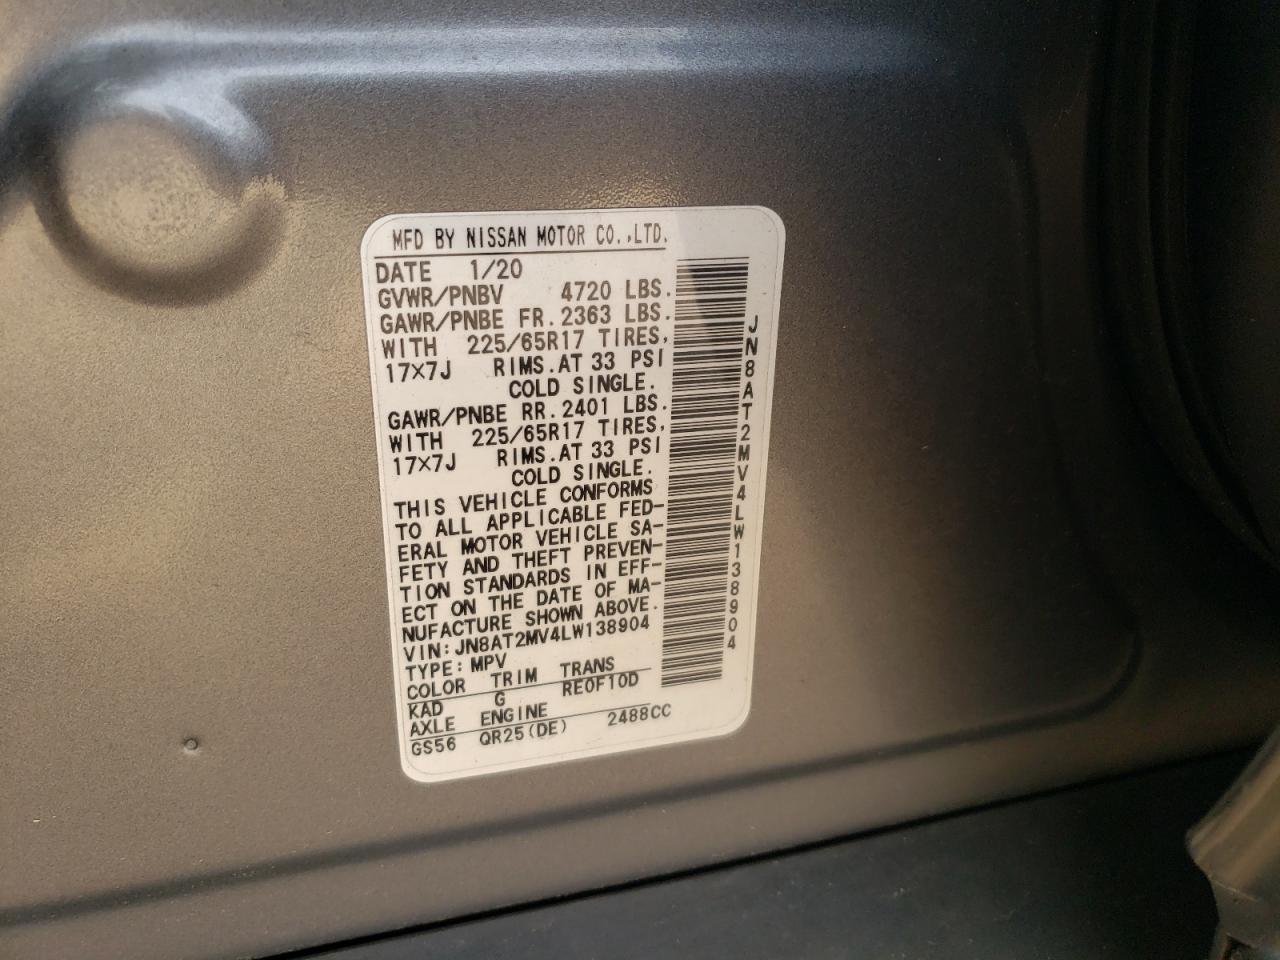 MFD BY NISSAN MOTOR CO.,LTD.
DATE 1/20
GVWR/PNBV 4720 LBS.
GAWR/PNBE FR. 2363 LBS.
WITH 225/65R17 TIRES,
17×7J RIMS.AT 33 PSI
COLD SINGLE.
GAWR/PNBE RR. 2401 LBS.
WITH 225/65R17 TIRES,
17×7J RIMS.AT 33 PSI
COLD SINGLE.
THIS VEHICLE CONFORMS
TO ALL APPLICABLE FED-
ERAL MOTOR VEHICLE SA-
FETY AND THEFT PREVEN-
TION STANDARDS IN EFF-
ECT ON THE DATE OF MA-
NUFACTURE SHOWN ABOVE.
VIN:JN8AT2MV4LW138904
TYPE:MPV
COLOR TRIM TRANS
KAD G RE0F10D
AXLE ENGINE
GS56 QR25(DE) 2488CC
JN8AT2MV4LW138904